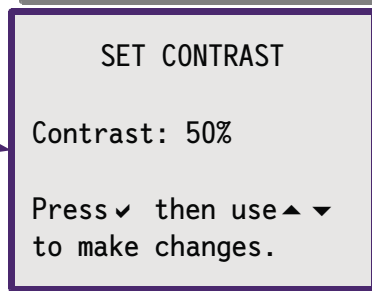 SET CONTRAST
Contrast: 50%
Press ✓ then use ▲ ▼
to make changes.